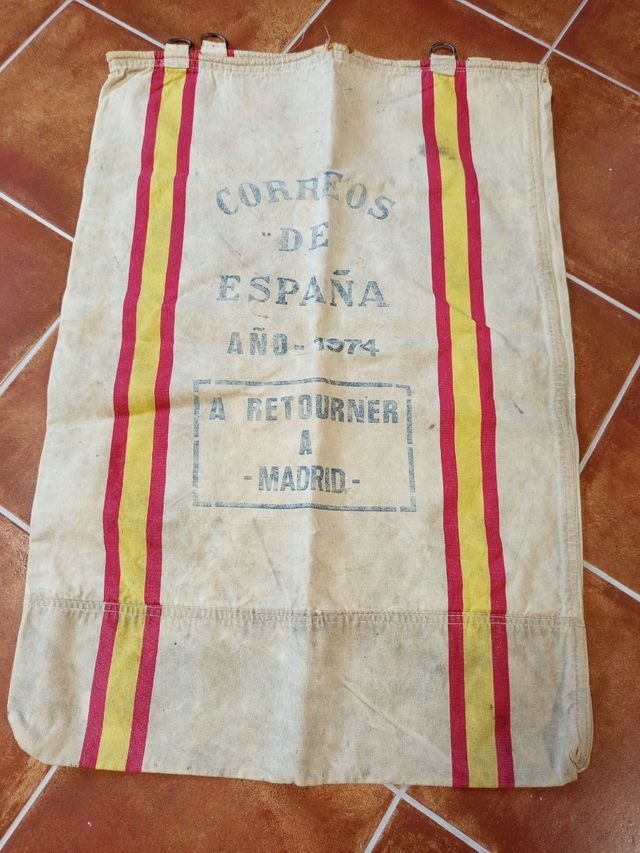 CORREOS
DE
ESPAÑA
AÑO-1974
A RETOURNER
A
-MADRID-